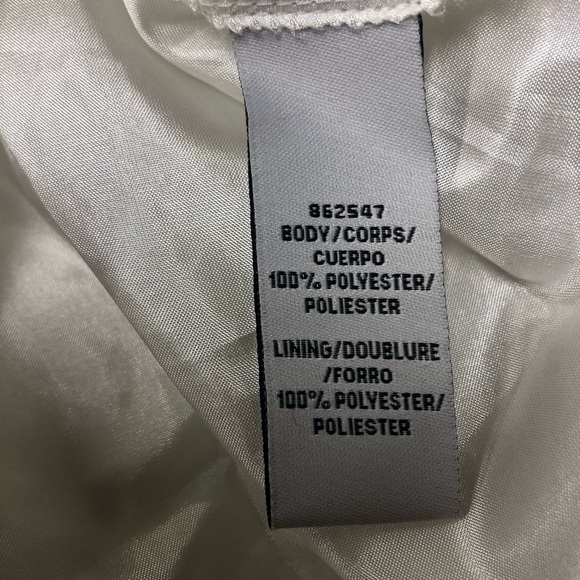 862547
BODY/CORPS/
CUERPO
100% POLYESTER/
POLIESTER
LINING/DOUBLURE
/FORRO
100% POLYESTER/
POLIESTER